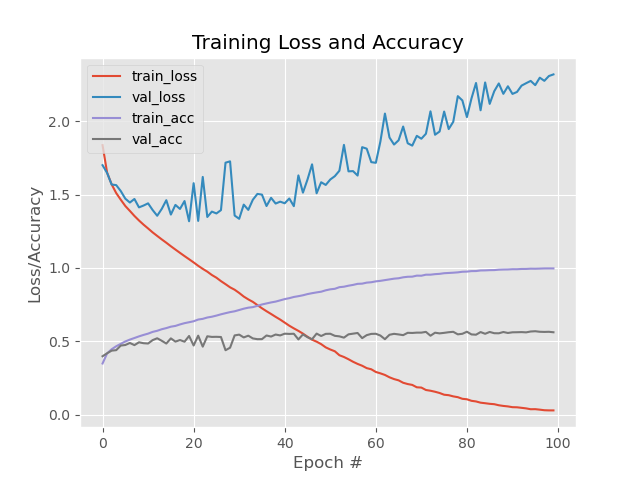 Training Loss and Accuracy
train_loss
val_loss
train_acc
val_acc
Loss/Accuracy
2.0
1.5
1.0
0.5
0.0
0 20 40 60 80 100
Epoch #